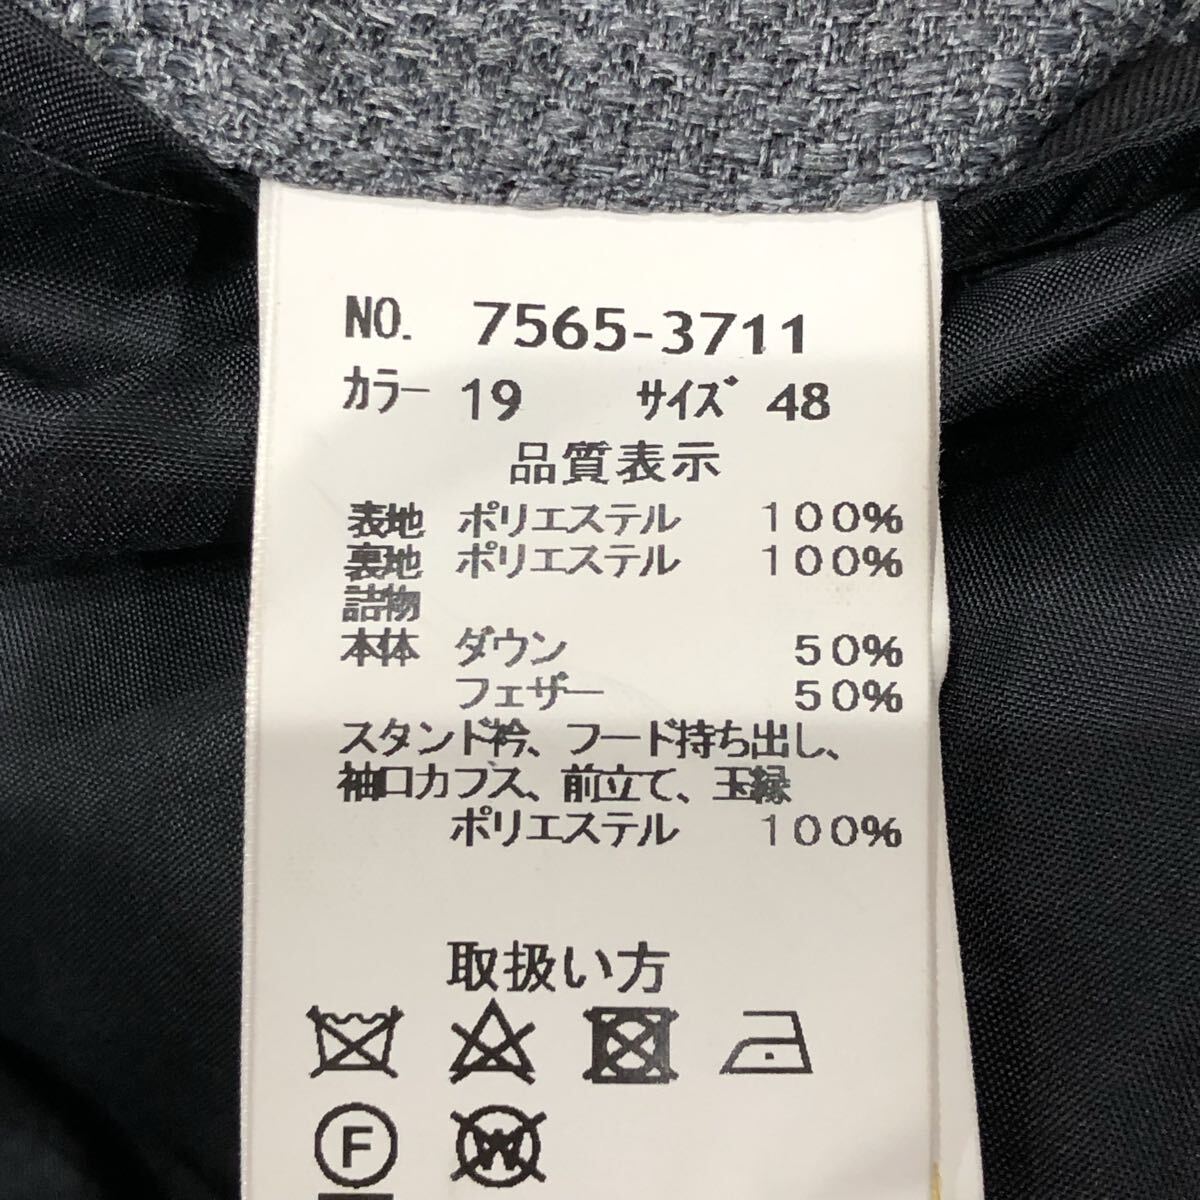 NO. 7565-3711
カラー 19 サイズ 48
品質表示
表地 ポリエステル 100%
裏地 ポリエステル 100%
詰物
本体 ダウン 50%
フェザー 50%
スタンド衿、フード持ち出し、
袖口カフス、前立て、玉縁
ポリエステル 100%
取扱い方
F W